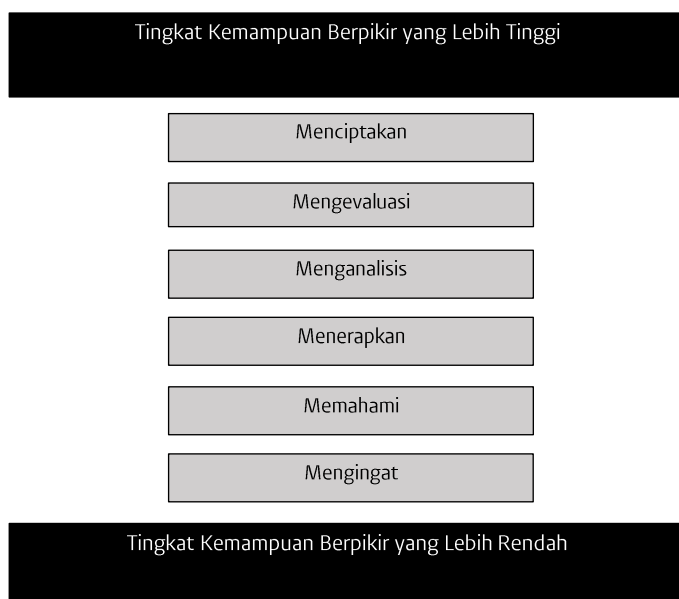 Tingkat Kemampuan Berpikir yang Lebih Tinggi
Menciptakan
Mengevaluasi
Menganalisis
Menerapkan
Memahami
Mengingat
Tingkat Kemampuan Berpikir yang Lebih Rendah